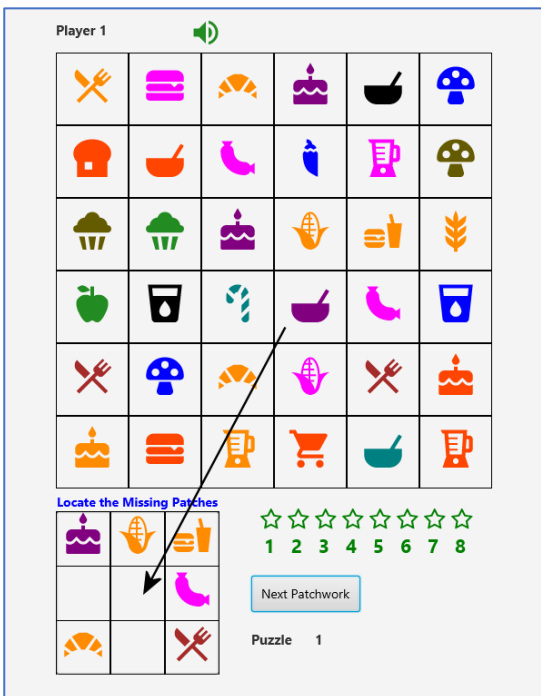 Player 1
Locate the Missing Patches
1 2 3 4 5 6 7 8
Next Patchwork
Puzzle 1